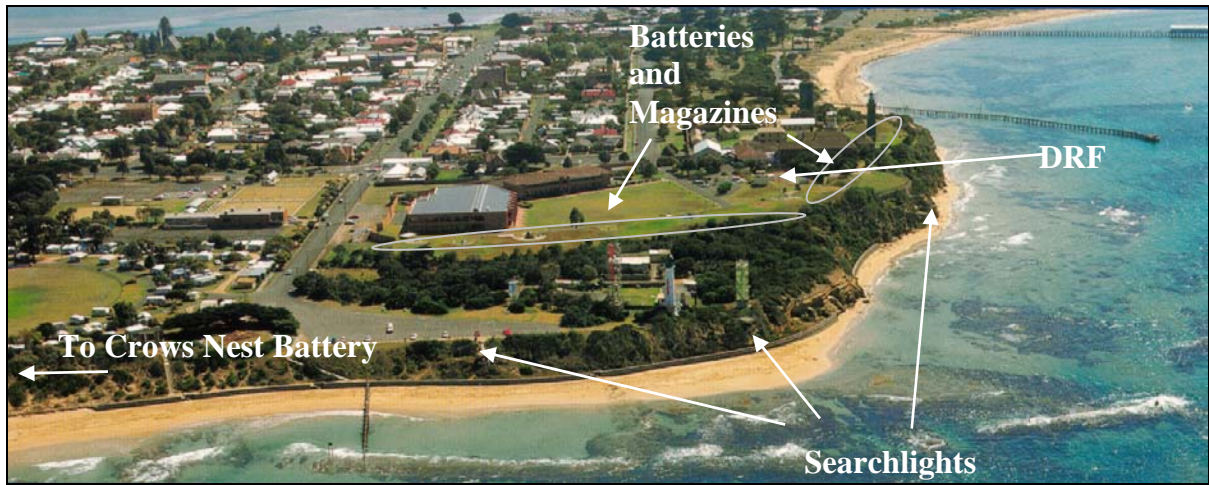 Batteries
and
Magazines
DRF
To Crows Nest Battery
Searchlights